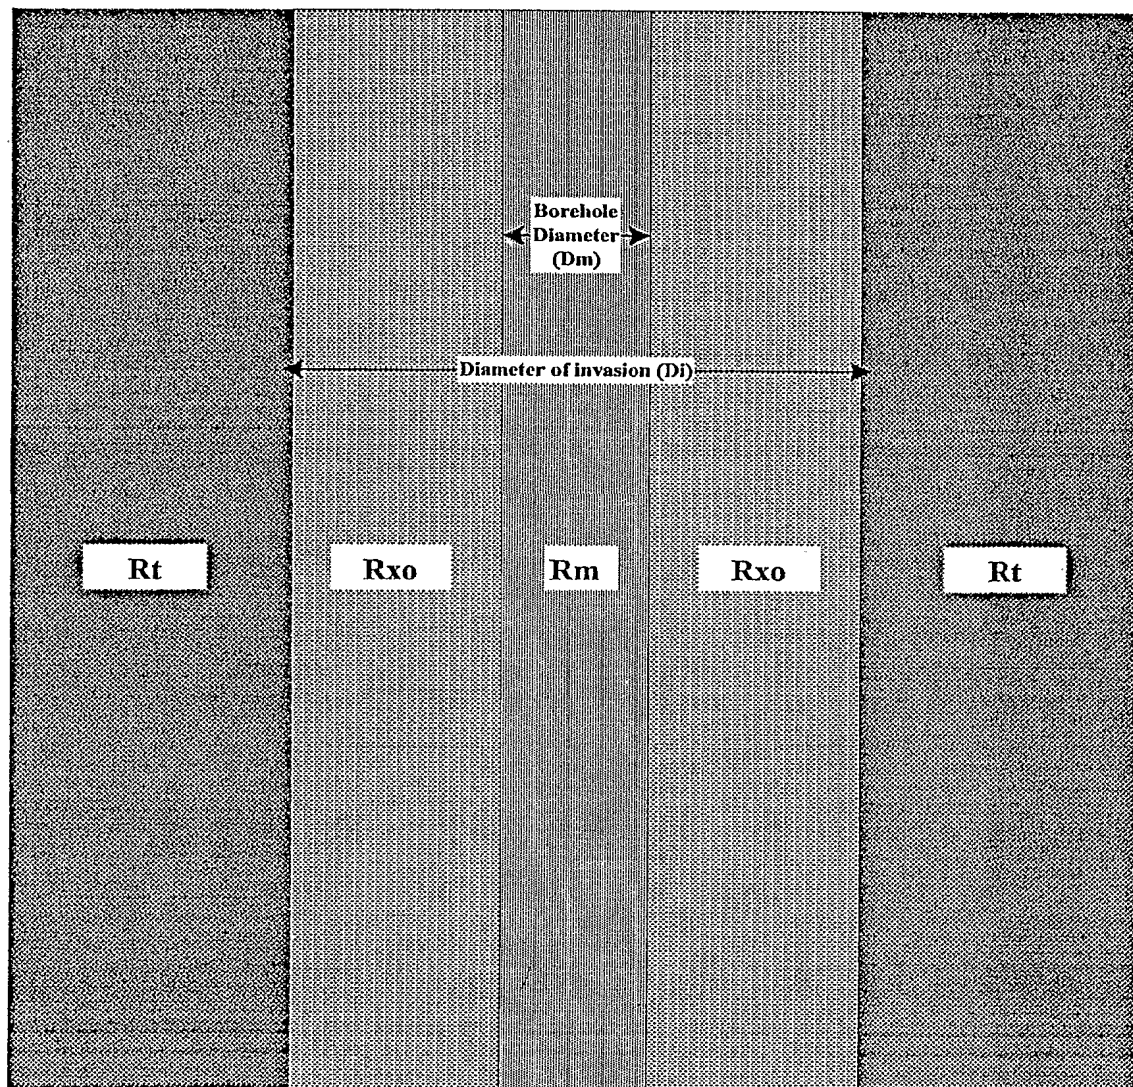 Borehole
Diameter
(Dm)
Diameter of invasion (Di)
Rt
Rxo
Rm
Rxo
Rt